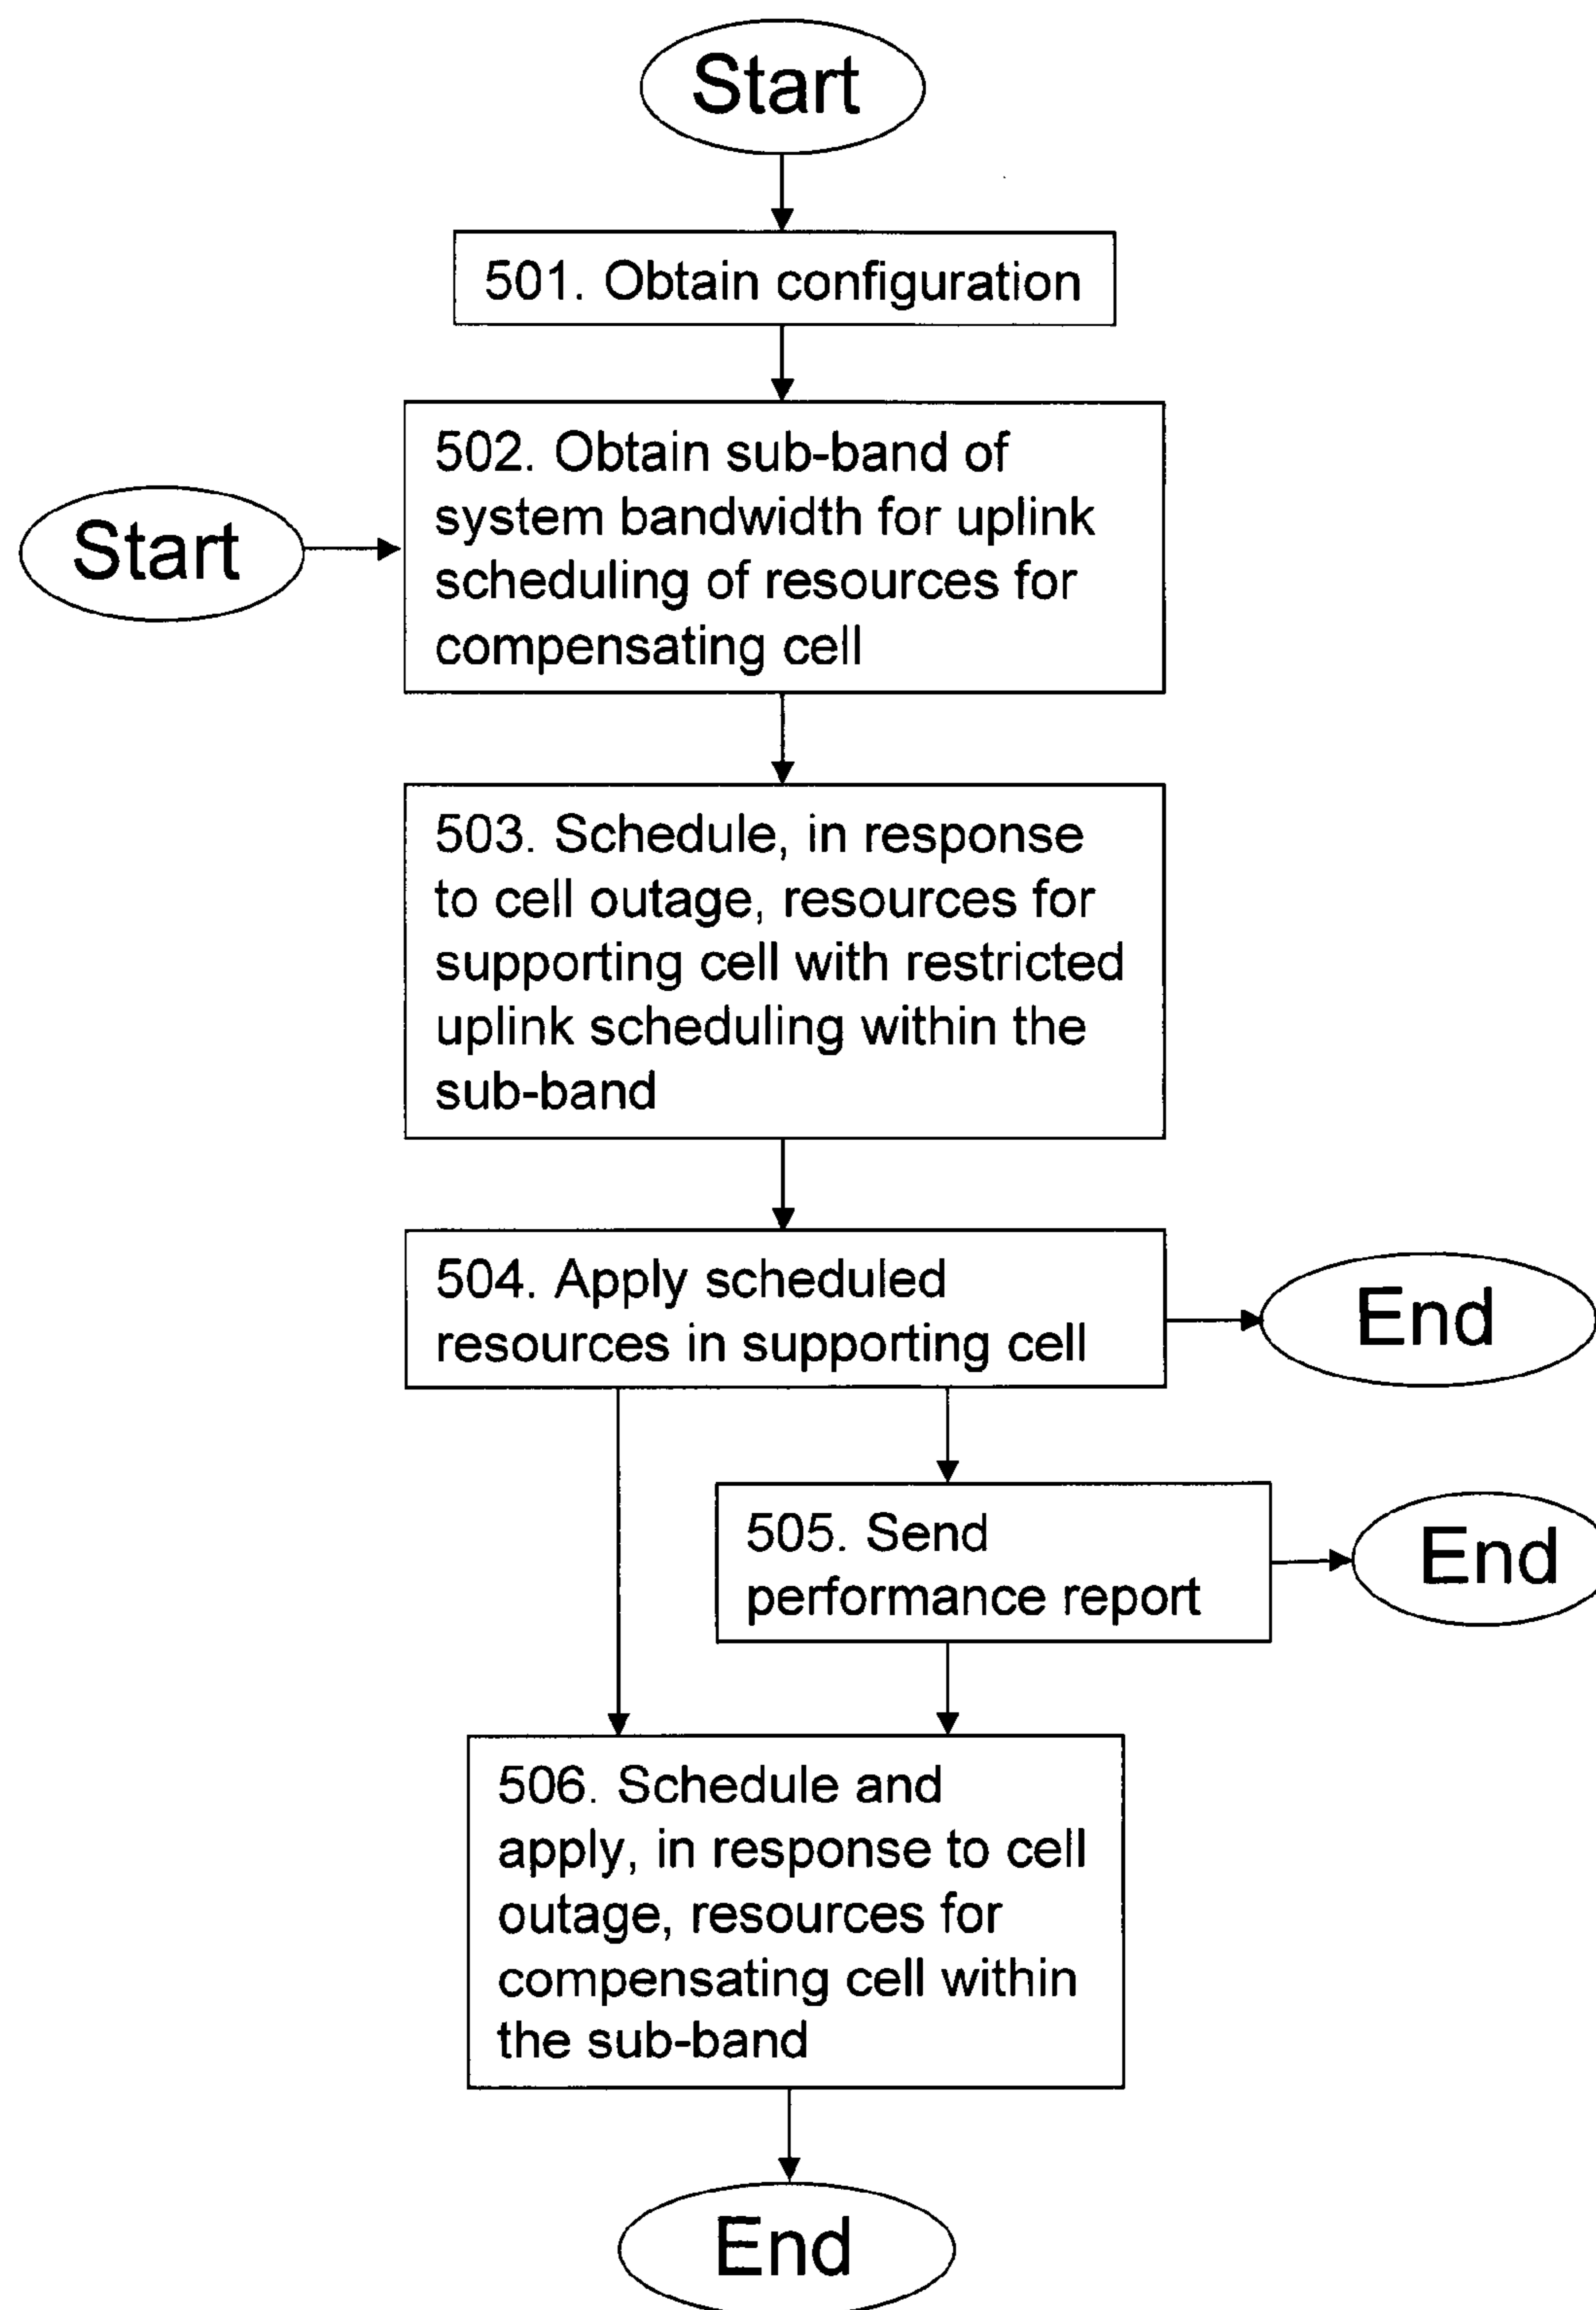 Start
501. Obtain configuration
502. Obtain sub-band of
system bandwidth for uplink
scheduling of resources for
compensating cell
Start
503. Schedule, in response
to cell outage, resources for
supporting cell with restricted
uplink scheduling within the
sub-band
504. Apply scheduled
resources in supporting cell
End
505. Send
performance report
End
506. Schedule and
apply, in response to cell
outage, resources for
compensating cell within
the sub-band
End